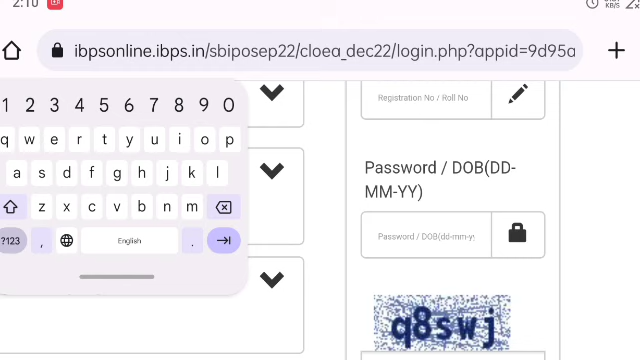 2:10
KB/S
ibpsonline.ibps.in/sbiposep22/cloea_dec22/login.php?appid=9d95a
1 2 3 4 5 6 7 8 9 0
q w e r t y u i o p
a s d f g h j k l
z x c v b n m
?123 , English .
Registration No / Roll No
Password / DOB(DD-
MM-YY)
Password / DOB(dd-mm-y
q8swj